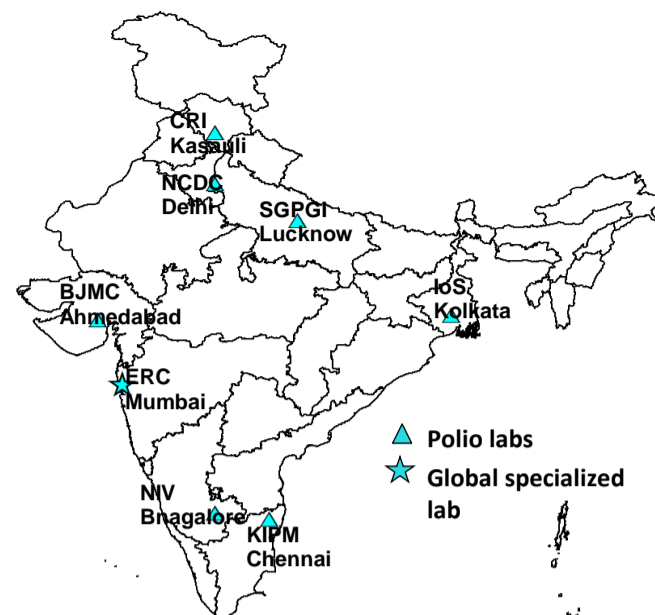 CRI
Kasauli
NCDC
Delhi
SGPGI
Lucknow
BJMC
Ahmedabad
IoS
Kolkata
ERC
Mumbai
Polio labs
Global specialized
lab
NIV
Bnagalore
KIPM
Chennai